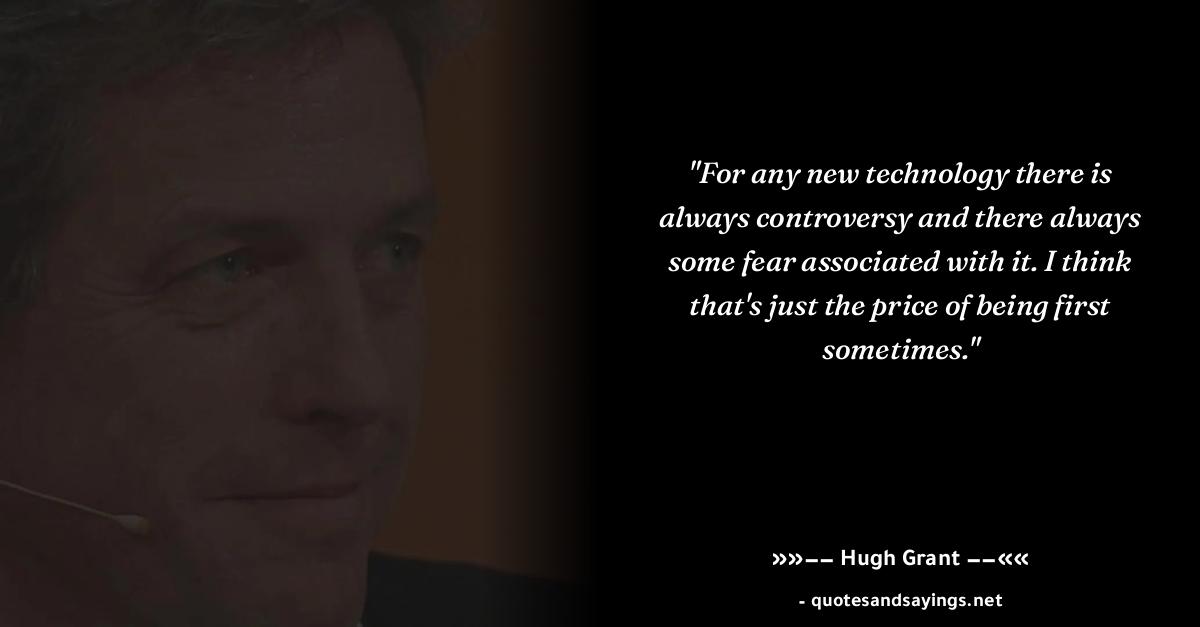 "For any new technology there is
always controversy and there always
some fear associated with it. I think
that's just the price of being first
sometimes."
»»–– Hugh Grant ––««
- quotesandsayings.net